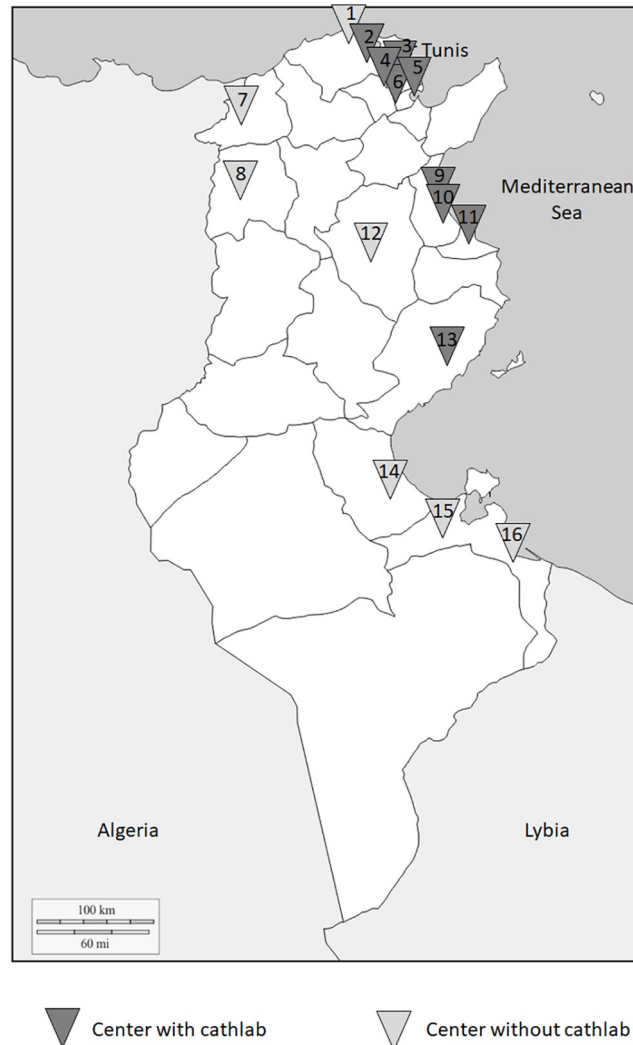 1
2
3
Tunis
4
5
6
7
8
9
Mediterranean
Sea
10
11
12
13
14
15
16
Algeria
Lybia
100 km
60 mi
Center with cathlab
Center without cathlab